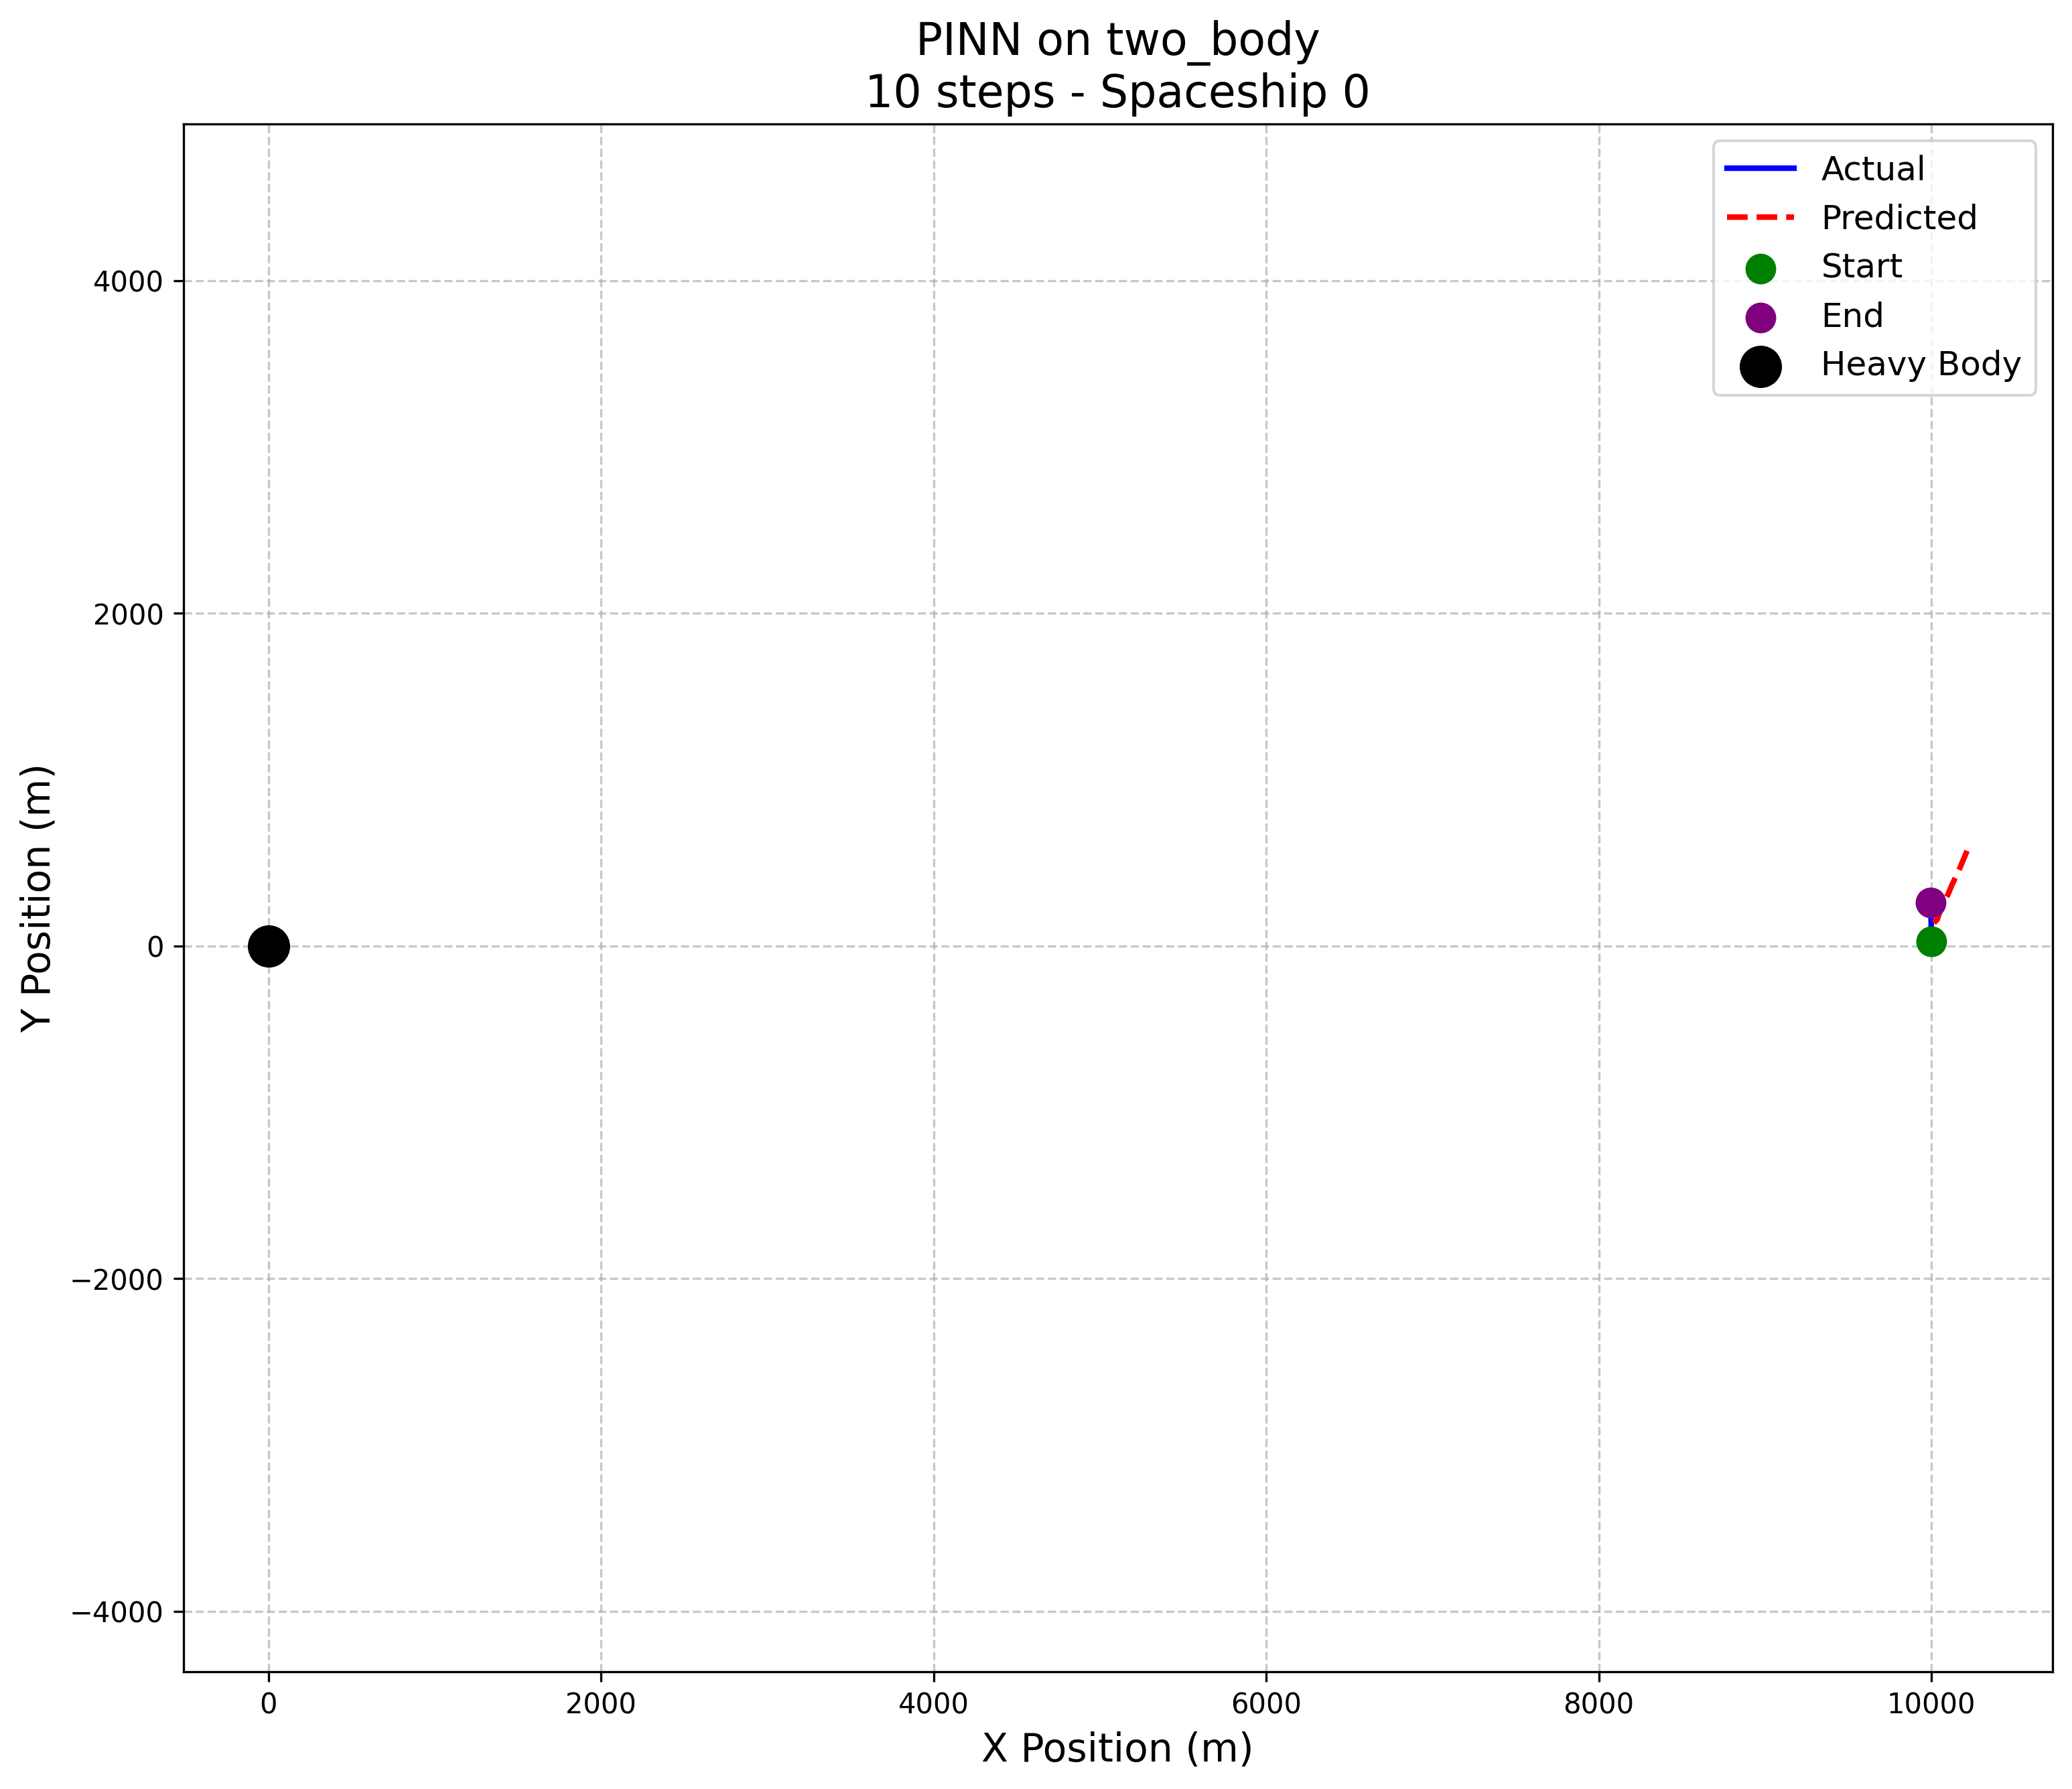 PINN on two_body
10 steps - Spaceship 0
Actual
Predicted
Start
End
Heavy Body
4000
2000
0
−2000
−4000
Y Position (m)
0
2000
4000
6000
8000
10000
X Position (m)